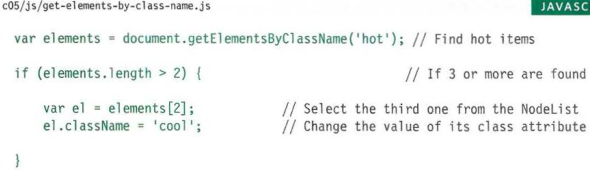 c05/js/get-elements-by-class-name.js JAVASC
var elements = document.getElementsByClassName('hot'); // Find hot items
if (elements.length > 2) { // If 3 or more are found
var el = elements[2]; // Select the third one from the NodeList
el.className = 'cool'; // Change the value of its class attribute
}